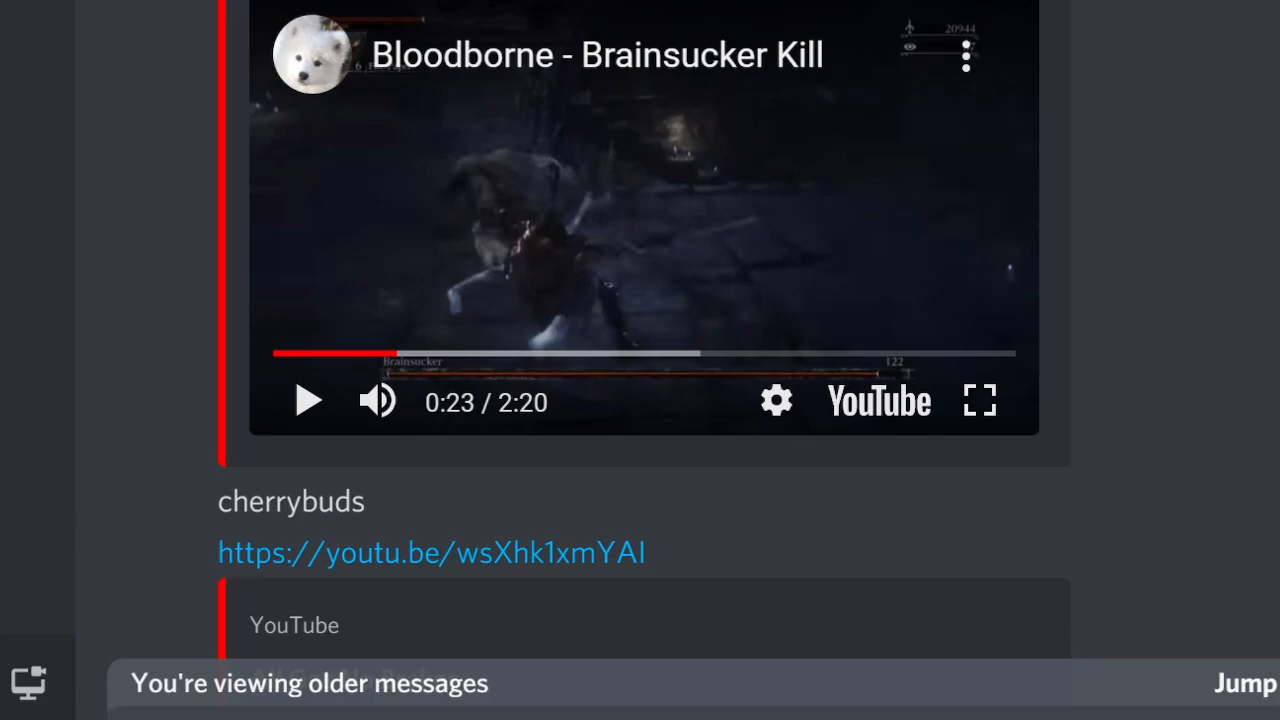 20944
Bloodborne - Brainsucker Kill
Brainsucker 122
0:23 / 2:20
YouTube
cherrybuds
https://youtu.be/wsXhk1xmYAI
YouTube
You're viewing older messages
Jump